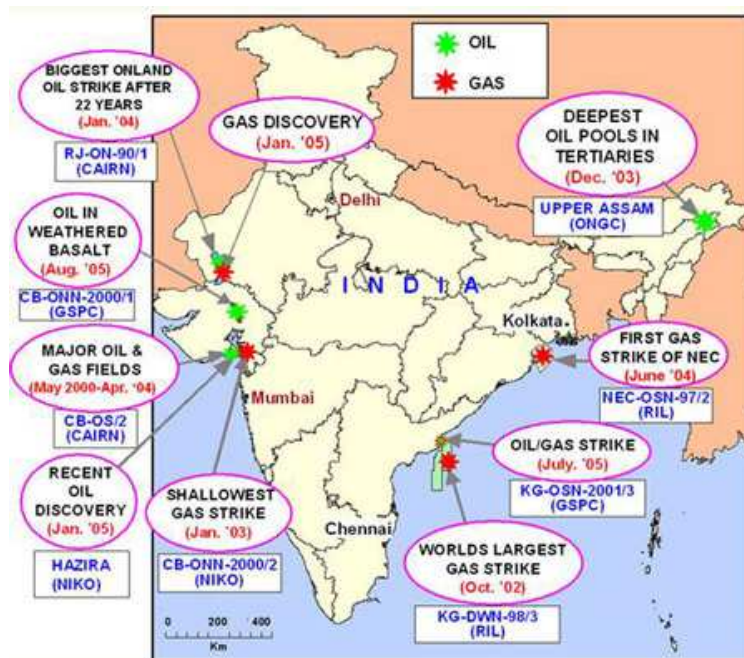 OIL
GAS
BIGGEST ONLAND
OIL STRIKE AFTER
22 YEARS
(Jan. '04)
RJ-ON-90/1
(CAIRN)
GAS DISCOVERY
(Jan. '05)
DEEPEST
OIL POOLS IN
TERTIARIES
(Dec. '03)
UPPER ASSAM
(ONGC)
Delhi
OIL IN
WEATHERED
BASALT
(Aug. '05)
CB-ONN-2000/1
(GSPC)
INDIA
Kolkata
MAJOR OIL &
GAS FIELDS
(May 2000-Apr. '04)
CB-OS/2
(CAIRN)
Mumbai
FIRST GAS
STRIKE OF NEC
(June '04)
NEC-OSN-97/2
(RIL)
RECENT
OIL
DISCOVERY
(Jan. '05)
HAZIRA
(NIKO)
SHALLOWEST
GAS STRIKE
(Jan. '03)
CB-ONN-2000/2
(NIKO)
OIL/GAS STRIKE
(July. '05)
KG-OSN-2001/3
(GSPC)
Chennai
WORLDS LARGEST
GAS STRIKE
(Oct. '02)
KG-DWN-98/3
(RIL)
0 200 400
Km